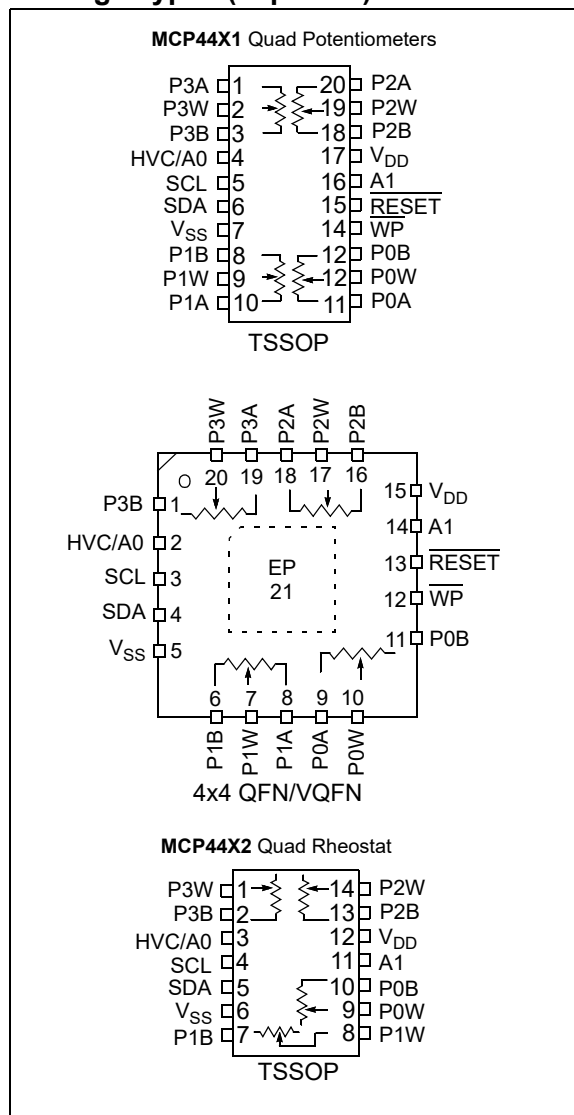 MCP44X1 Quad Potentiometers
P3A 1 20 P2A
P3W 2 19 P2W
P3B 3 18 P2B
HVC/A0 4 17 VDD
SCL 5 16 A1
SDA 6 15 RESET
VSS 7 14 WP
P1B 8 12 P0B
P1W 9 12 P0W
P1A 10 11 P0A
TSSOP
P3W P3A P2A P2W P2B
20 19 18 17 16
P3B 1 15 VDD
HVC/A0 2 14 A1
SCL 3 EP 13 RESET
SDA 4 21 12 WP
VSS 5 11 P0B
6 7 8 9 10
P1B P1W P1A P0A P0W
4x4 QFN/VQFN
MCP44X2 Quad Rheostat
P3W 1 14 P2W
P3B 2 13 P2B
HVC/A0 3 12 VDD
SCL 4 11 A1
SDA 5 10 P0B
VSS 6 9 P0W
P1B 7 8 P1W
TSSOP